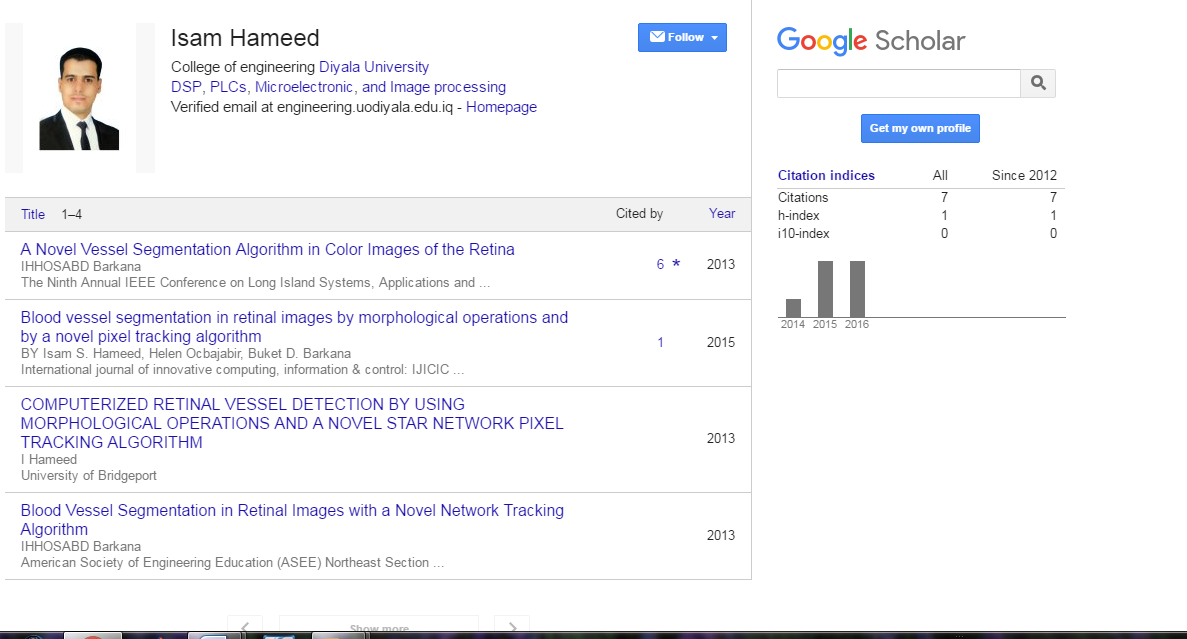 Isam Hameed
Follow
College of engineering Diyala University
DSP, PLCs, Microelectronic, and Image processing
Verified email at engineering.uodiyala.edu.iq - Homepage
Google Scholar
Get my own profile
Citation indices All Since 2012
Citations 7 7
h-index 1 1
i10-index 0 0
2014 2015 2016
Title 1–4 Cited by Year
A Novel Vessel Segmentation Algorithm in Color Images of the Retina 6 * 2013
IHHOSABD Barkana
The Ninth Annual IEEE Conference on Long Island Systems, Applications and ...
Blood vessel segmentation in retinal images by morphological operations and
by a novel pixel tracking algorithm 1 2015
BY Isam S. Hameed, Helen Ocbajabir, Buket D. Barkana
International journal of innovative computing, information & control: IJICIC ...
COMPUTERIZED RETINAL VESSEL DETECTION BY USING
MORPHOLOGICAL OPERATIONS AND A NOVEL STAR NETWORK PIXEL
TRACKING ALGORITHM 2013
I Hameed
University of Bridgeport
Blood Vessel Segmentation in Retinal Images with a Novel Network Tracking
Algorithm 2013
IHHOSABD Barkana
American Society of Engineering Education (ASEE) Northeast Section ...
Show more